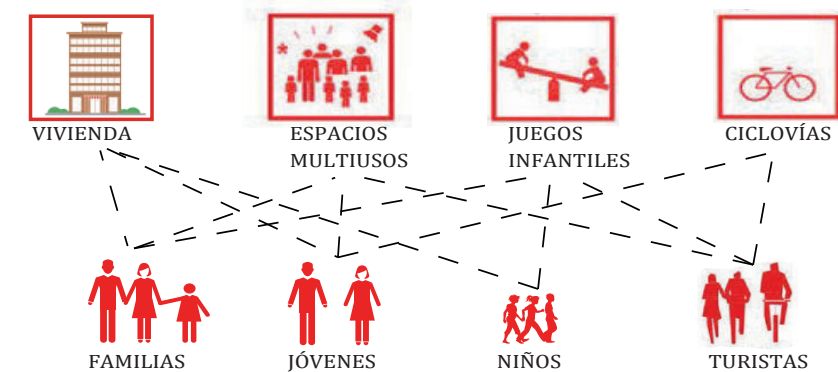 VIVIENDA
ESPACIOS
MULTIUSOS
JUEGOS
INFANTILES
CICLOVÍAS
FAMILIAS
JÓVENES
NIÑOS
TURISTAS